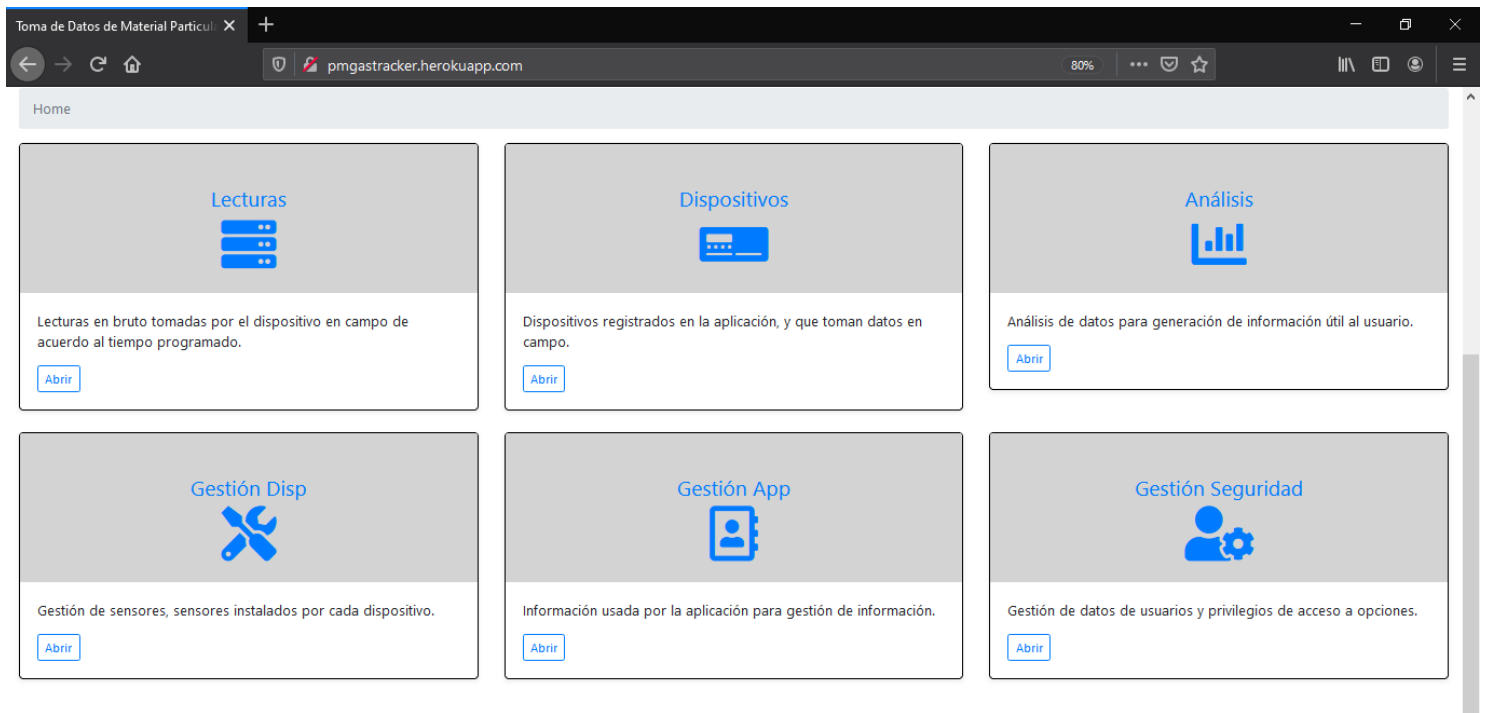 Toma de Datos de Material Particul
pmgastracker.herokuapp.com
80%
Home
Lecturas
Lecturas en bruto tomadas por el dispositivo en campo de
acuerdo al tiempo programado.
Abrir
Dispositivos
Dispositivos registrados en la aplicación, y que toman datos en
campo.
Abrir
Análisis
Análisis de datos para generación de información útil al usuario.
Abrir
Gestión Disp
Gestión de sensores, sensores instalados por cada dispositivo.
Abrir
Gestión App
Información usada por la aplicación para gestión de información.
Abrir
Gestión Seguridad
Gestión de datos de usuarios y privilegios de acceso a opciones.
Abrir